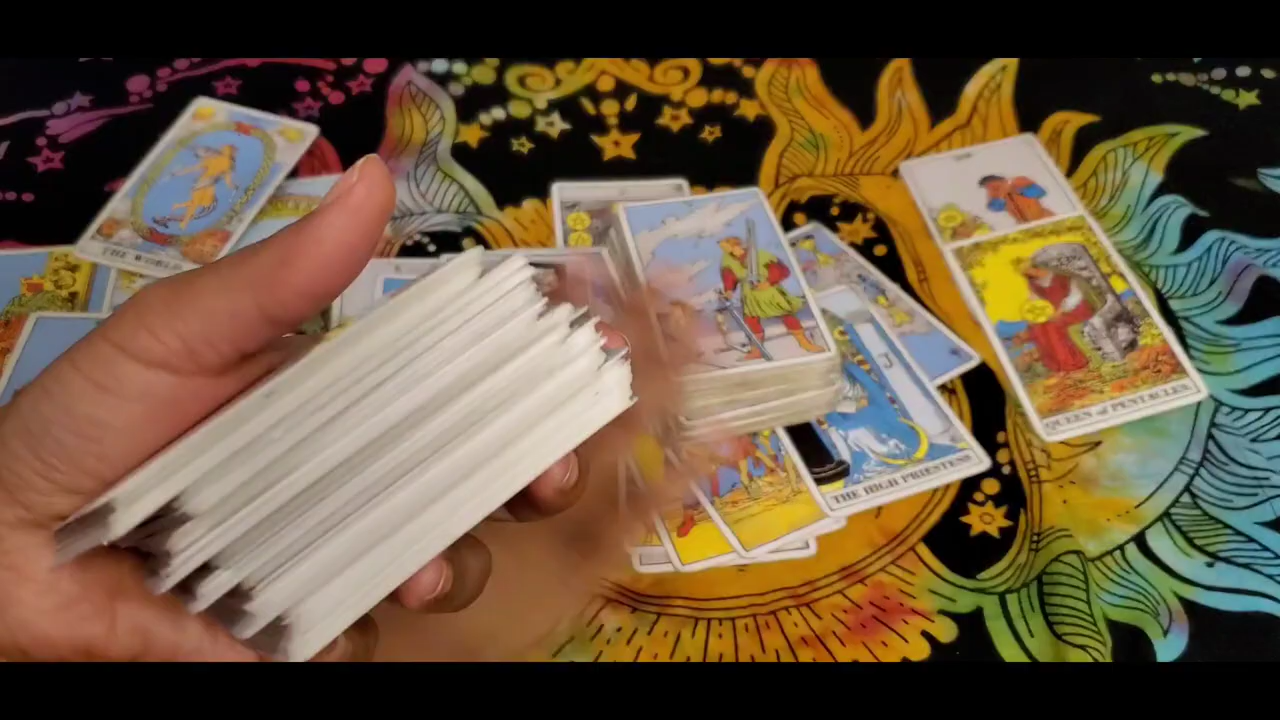 THE WORLD
THE HIGH PRIESTESS
QUEEN of PENTACLES